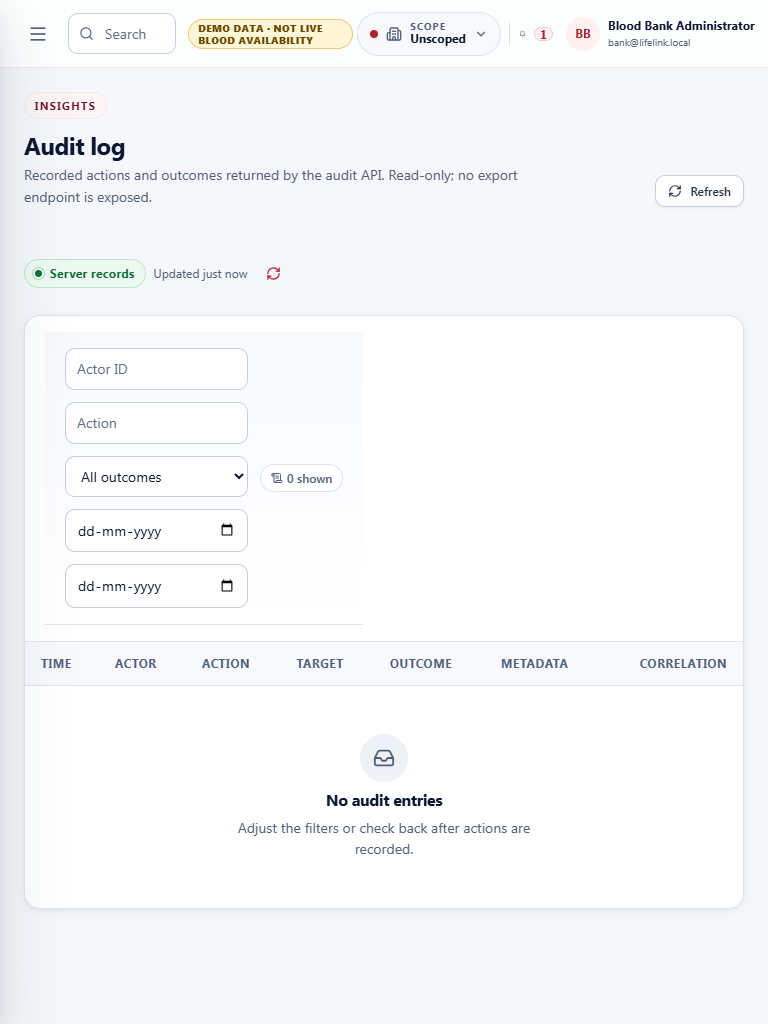 Search
DEMO DATA · NOT LIVE
BLOOD AVAILABILITY
SCOPE
Unscoped
1
BB
Blood Bank Administrator
bank@lifelink.local
INSIGHTS
Audit log
Recorded actions and outcomes returned by the audit API. Read-only; no export
endpoint is exposed.
Refresh
Server records
Updated just now
Actor ID
Action
All outcomes
0 shown
dd-mm-yyyy
dd-mm-yyyy
TIME ACTOR ACTION TARGET OUTCOME METADATA CORRELATION
No audit entries
Adjust the filters or check back after actions are
recorded.